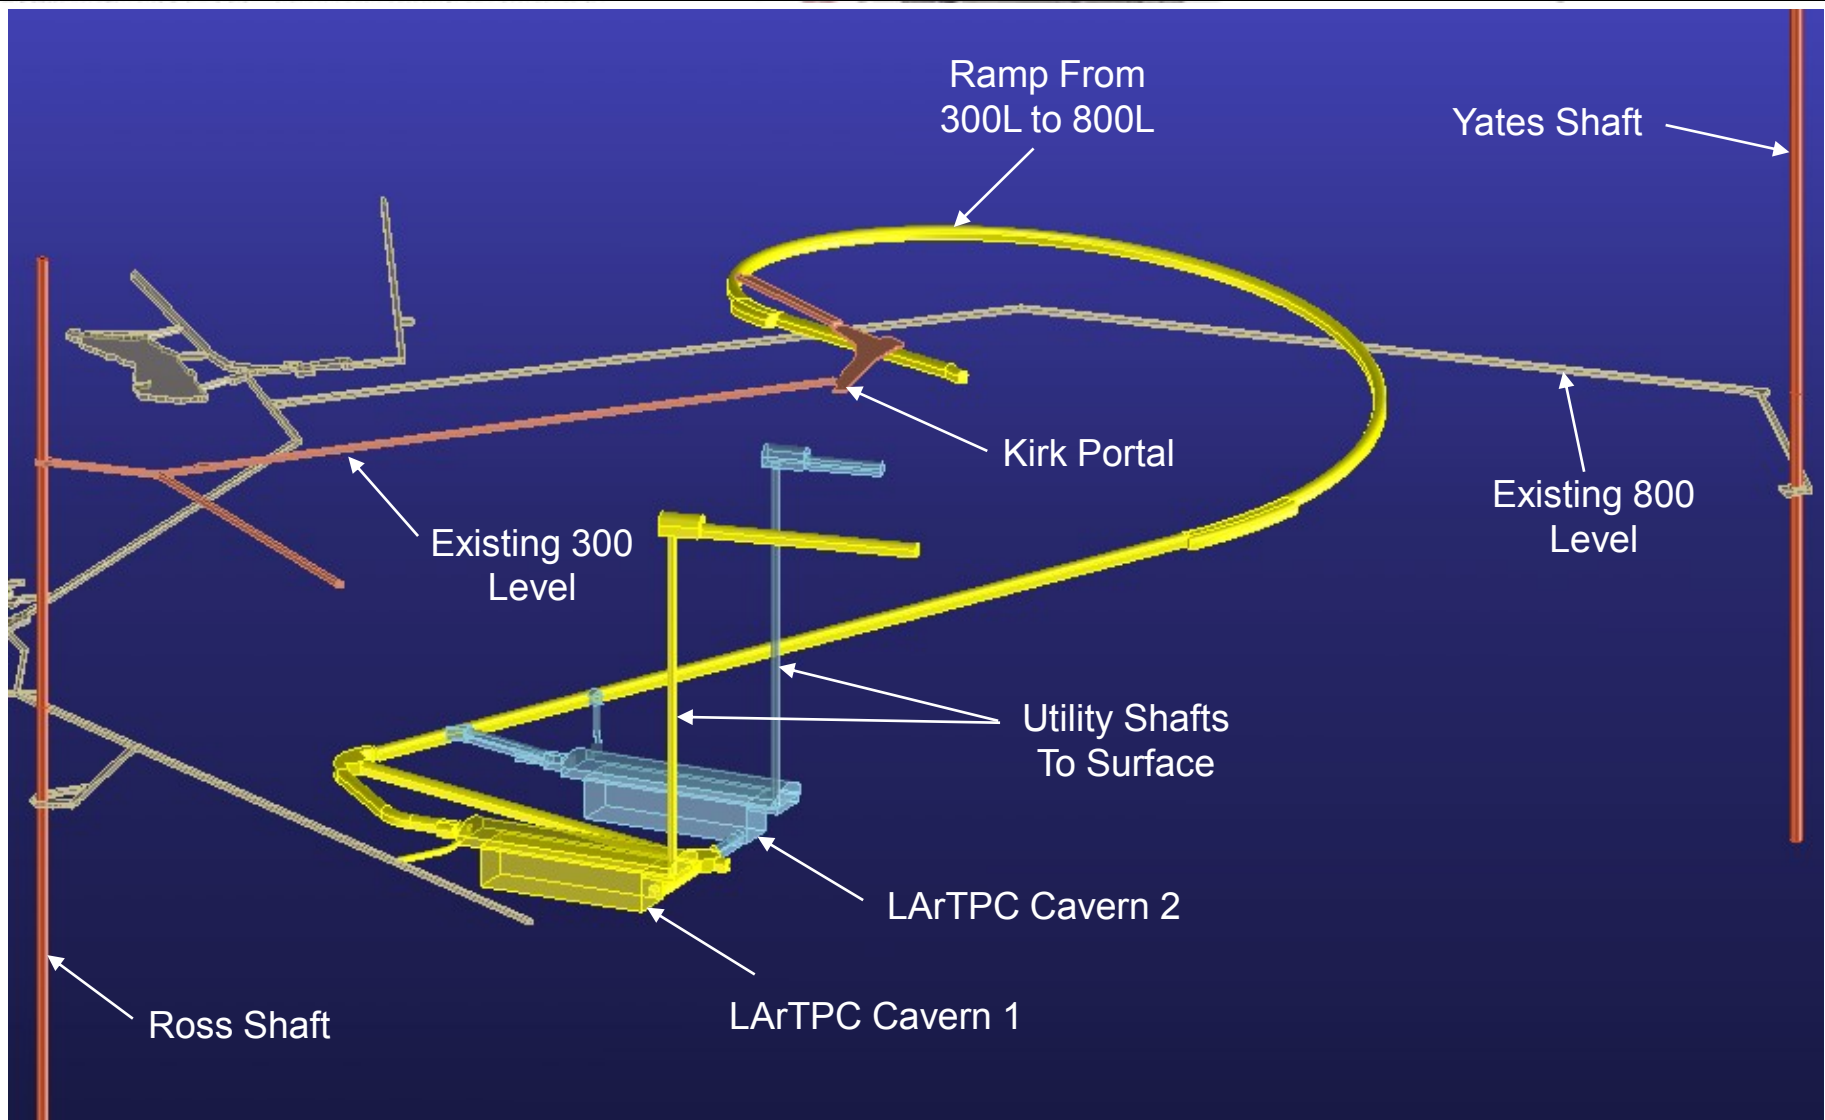 Ramp From
300L to 800L
Yates Shaft
Kirk Portal
Existing 800
Level
Existing 300
Level
Utility Shafts
To Surface
LArTPC Cavern 2
LArTPC Cavern 1
Ross Shaft